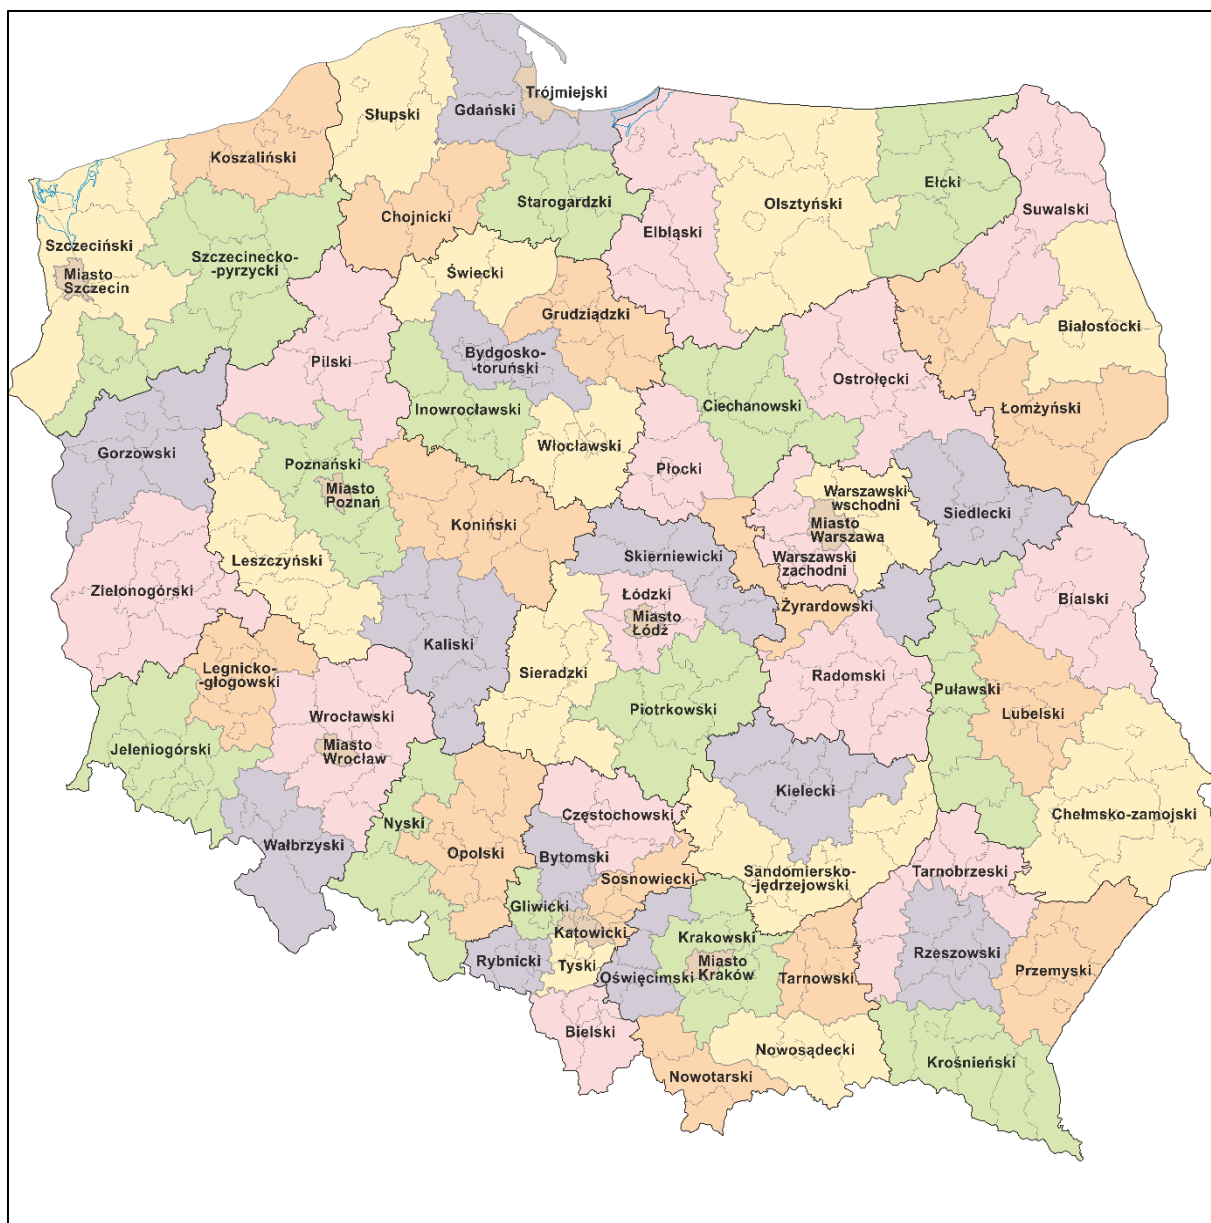 Trójmiejski
Gdański
Słupski
Koszaliński
Ełcki
Starogardzki
Olsztyński
Suwalski
Chojnicki
Elbląski
Szczeciński
Szczecinecko-
-pyrzycki
Miasto
Szczecin
Świecki
Grudziądzki
Białostocki
Bydgosko-
-toruński
Pilski
Ostrołęcki
Inowrocławski
Ciechanowski
Łomżyński
Włocławski
Gorzowski
Poznański
Płocki
Miasto
Poznań
Warszawski
wschodni
Siedlecki
Koniński
Miasto
Warszawa
Skierniewicki
Warszawski
zachodni
Leszczyński
Zielonogórski
Łódzki
Bialski
Żyrardowski
Miasto
Łódź
Kaliski
Legnicko-
-głogowski
Sieradzki
Radomski
Puławski
Piotrkowski
Lubelski
Wrocławski
Jeleniogórski
Miasto
Wrocław
Kielecki
Częstochowski
Chełmsko-zamojski
Nyski
Wałbrzyski
Opolski
Bytomski
Sandomiersko-
-jędrzejowski
Tarnobrzeski
Sosnowiecki
Gliwicki
Katowicki
Krakowski
Rzeszowski
Rybnicki
Tyski
Miasto
Kraków
Oświęcimski
Tarnowski
Przemyski
Bielski
Nowosądecki
Krośnieński
Nowotarski